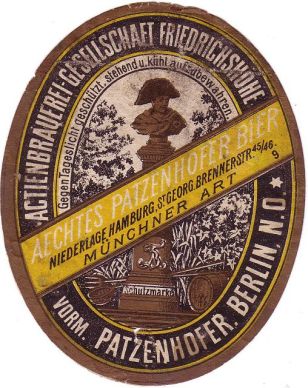 ACTIENBRAUEREI-GESELLSCHAFT FRIEDRICHSHÖHE
Gegen Tageslicht geschützt, stehend u. kühl aufzubewahren.
AECHTES PATZENHOFER BIER
NIEDERLAGE, HAMBURG, ST GEORG, BRENNERSTR. 45/46.
9
MÜNCHNER ART
Schutzmarke
VORM. PATZENHOFER. BERLIN, N.O.